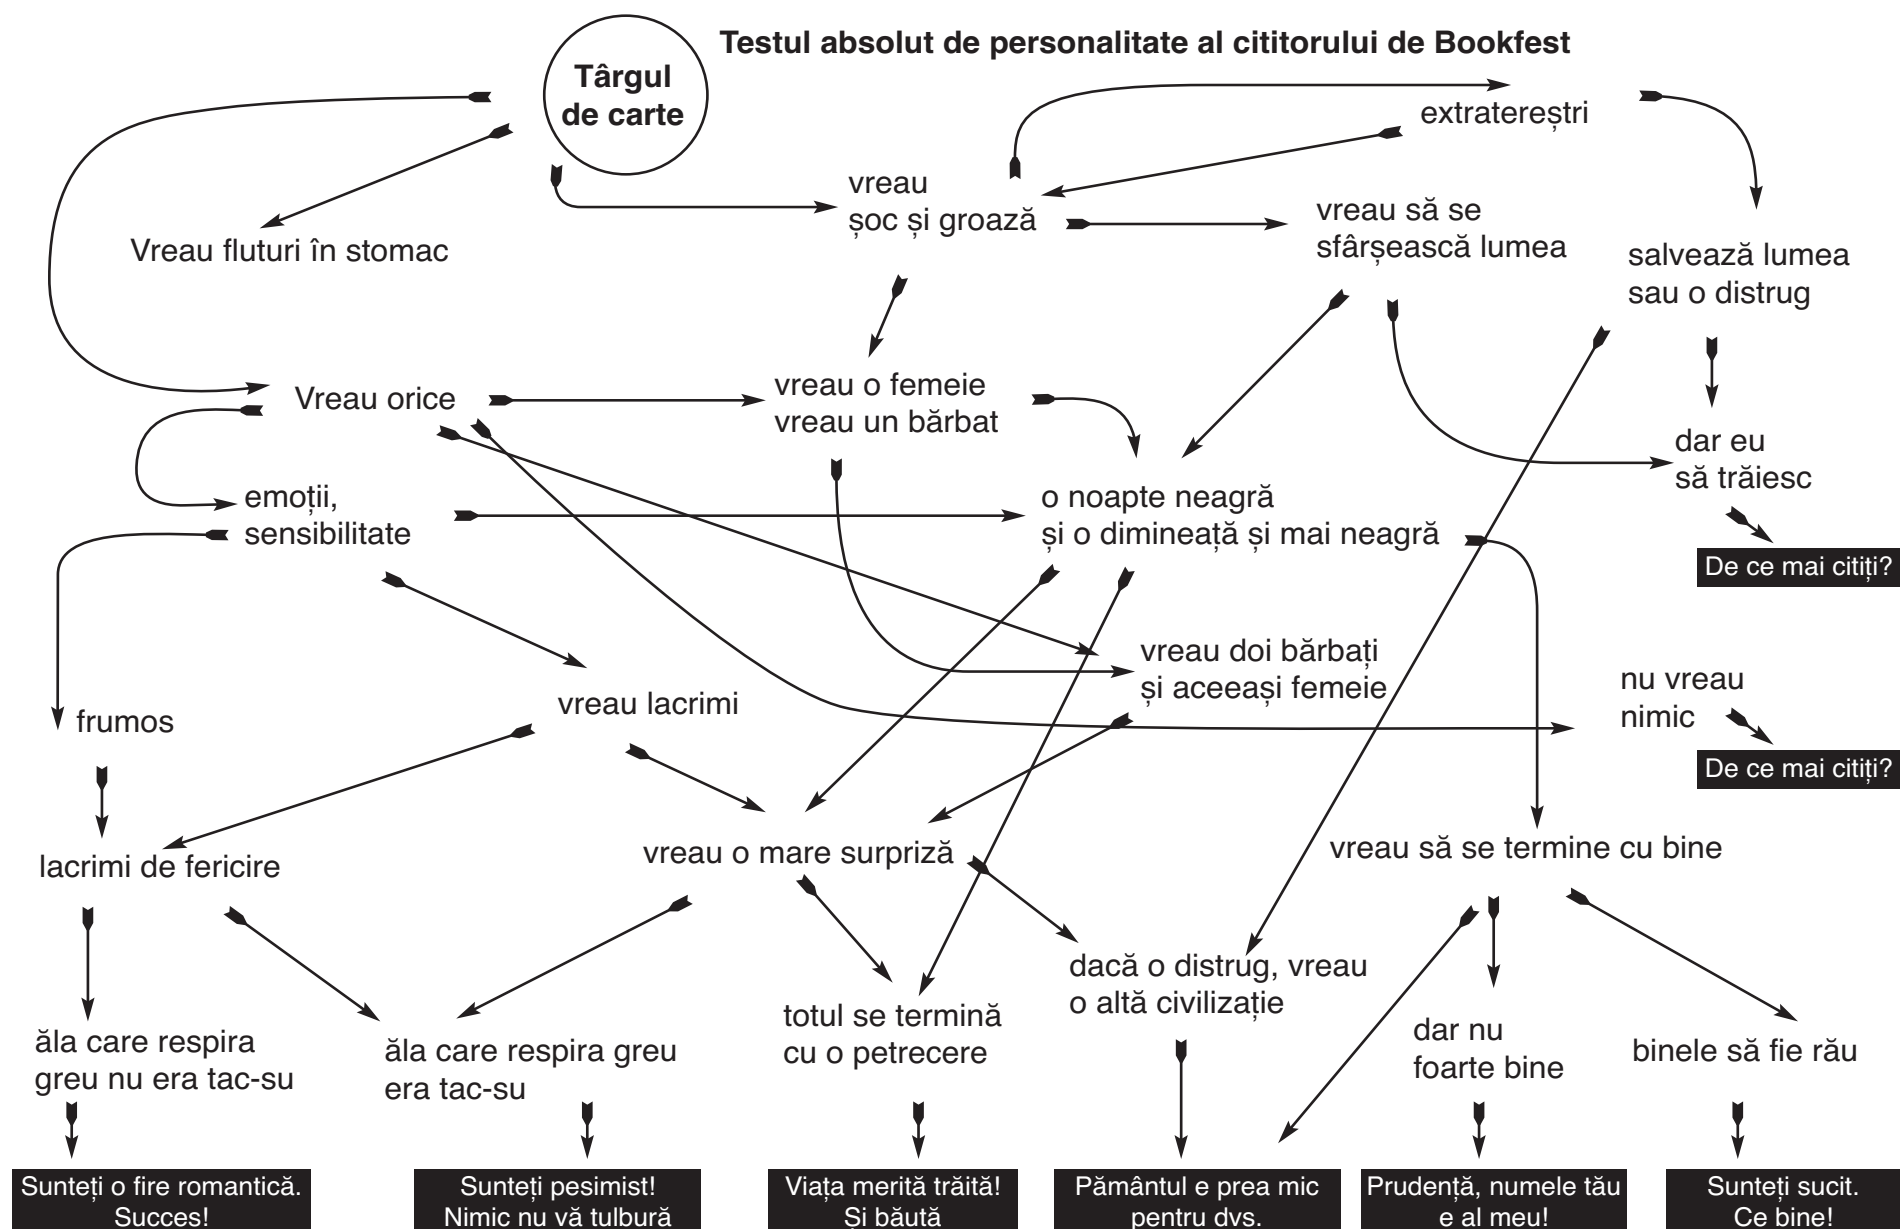 Testul absolut de personalitate al cititorului de Bookfest
Târgul
de carte
extratereștri
vreau
șoc și groază
vreau să se
sfârșească lumea
Vreau fluturi în stomac
salvează lumea
sau o distrug
Vreau orice
vreau o femeie
vreau un bărbat
dar eu
să trăiesc
emoții,
sensibilitate
o noapte neagră
și o dimineață și mai neagră
De ce mai citiți?
vreau doi bărbați
și aceeași femeie
nu vreau
nimic
frumos
vreau lacrimi
De ce mai citiți?
lacrimi de fericire
vreau o mare surpriză
vreau să se termine cu bine
dacă o distrug, vreau
o altă civilizație
ăla care respira
greu nu era tac-su
ăla care respira greu
era tac-su
totul se termină
cu o petrecere
dar nu
foarte bine
binele să fie rău
Sunteți o fire romantică.
Succes!
Sunteți pesimist!
Nimic nu vă tulbură
Viața merită trăită!
Și băută
Pământul e prea mic
pentru dvs.
Prudență, numele tău
e al meu!
Sunteți sucit.
Ce bine!